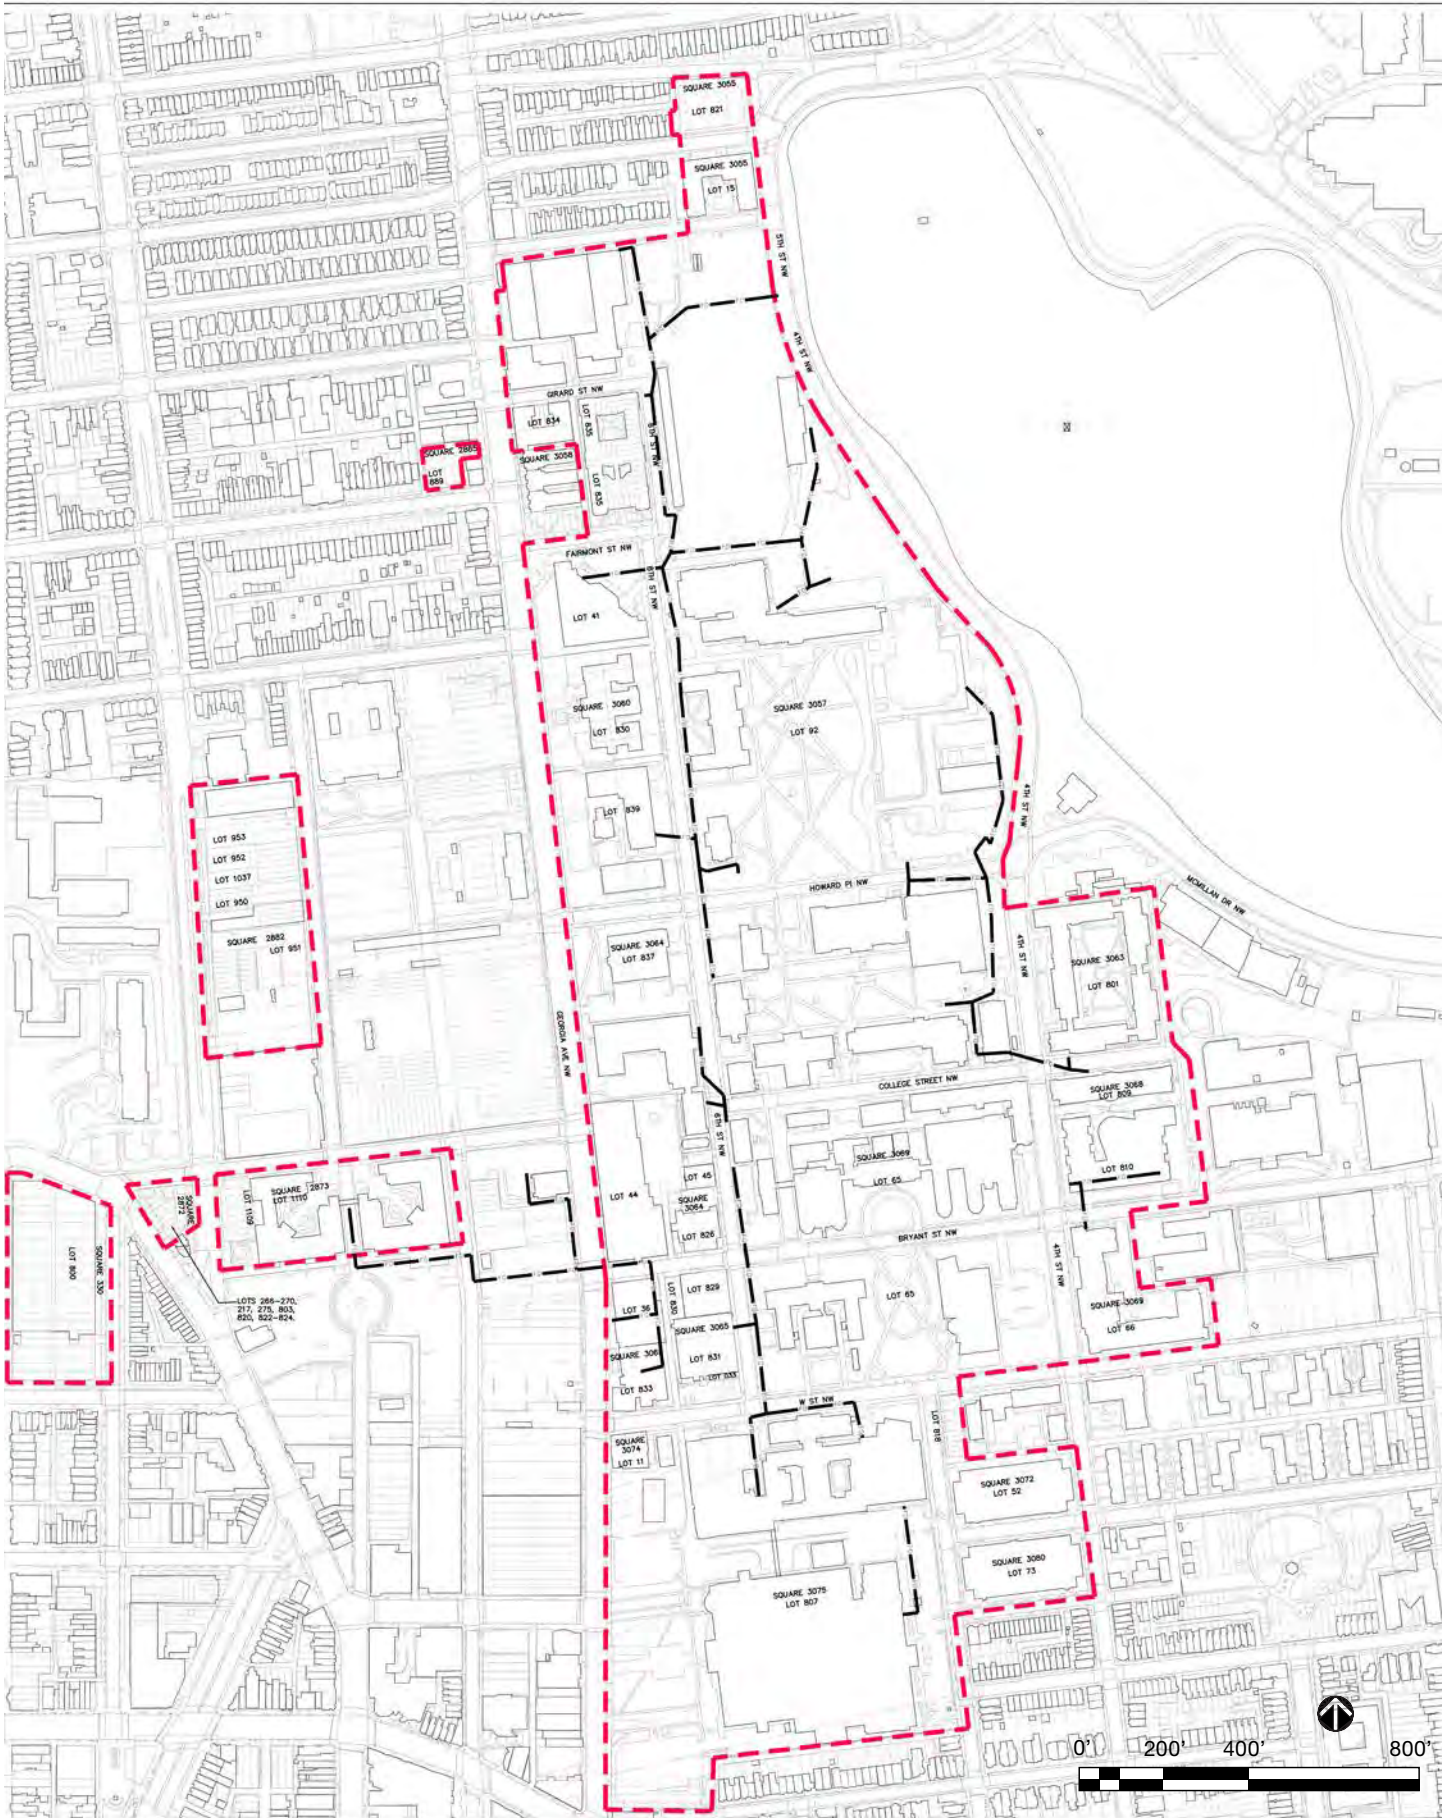 SQUARE 3055
LOT 821
SQUARE 3055
LOT 15
5TH ST NW
4TH ST NW
GIRARD ST NW
LOT 834
LOT 835
6TH ST NW
SQUARE 2885
LOT
889
SQUARE 3058
LOT 835
FAIRMONT ST NW
6TH ST NW
LOT 41
SQUARE 3060
LOT 830
SQUARE 3057
LOT 92
LOT 839
4TH ST NW
LOT 953
LOT 952
LOT 1037
LOT 950
SQUARE 2882
LOT 951
HOWARD Pl NW
MCMILLAN DR NW
SQUARE 3064
LOT 837
4TH ST NW
SQUARE 3063
LOT 801
GEORGIA AVE NW
COLLEGE STREET NW
SQUARE 3068
LOT 809
6TH ST NW
SQUARE 3069
LOT 65
LOT 810
LOT 45
SQUARE
3064
LOT 826
LOT 44
SQUARE
2872
LOT 1109
SQUARE 2873
LOT 1110
BRYANT ST NW
4TH ST NW
LOT 800
SQUARE 330
LOTS 266-270,
217, 275, 803,
820, 822-824.
LOT 36
LOT 830
LOT 829
LOT 65
SQUARE 3065
SQUARE 306
LOT 831
LOT 833
SQUARE 3069
LOT 66
W ST NW
LOT 818
SQUARE
3074
LOT 11
SQUARE 3072
LOT 52
SQUARE 3080
LOT 73
SQUARE 3075
LOT 807
0' 200' 400' 800'